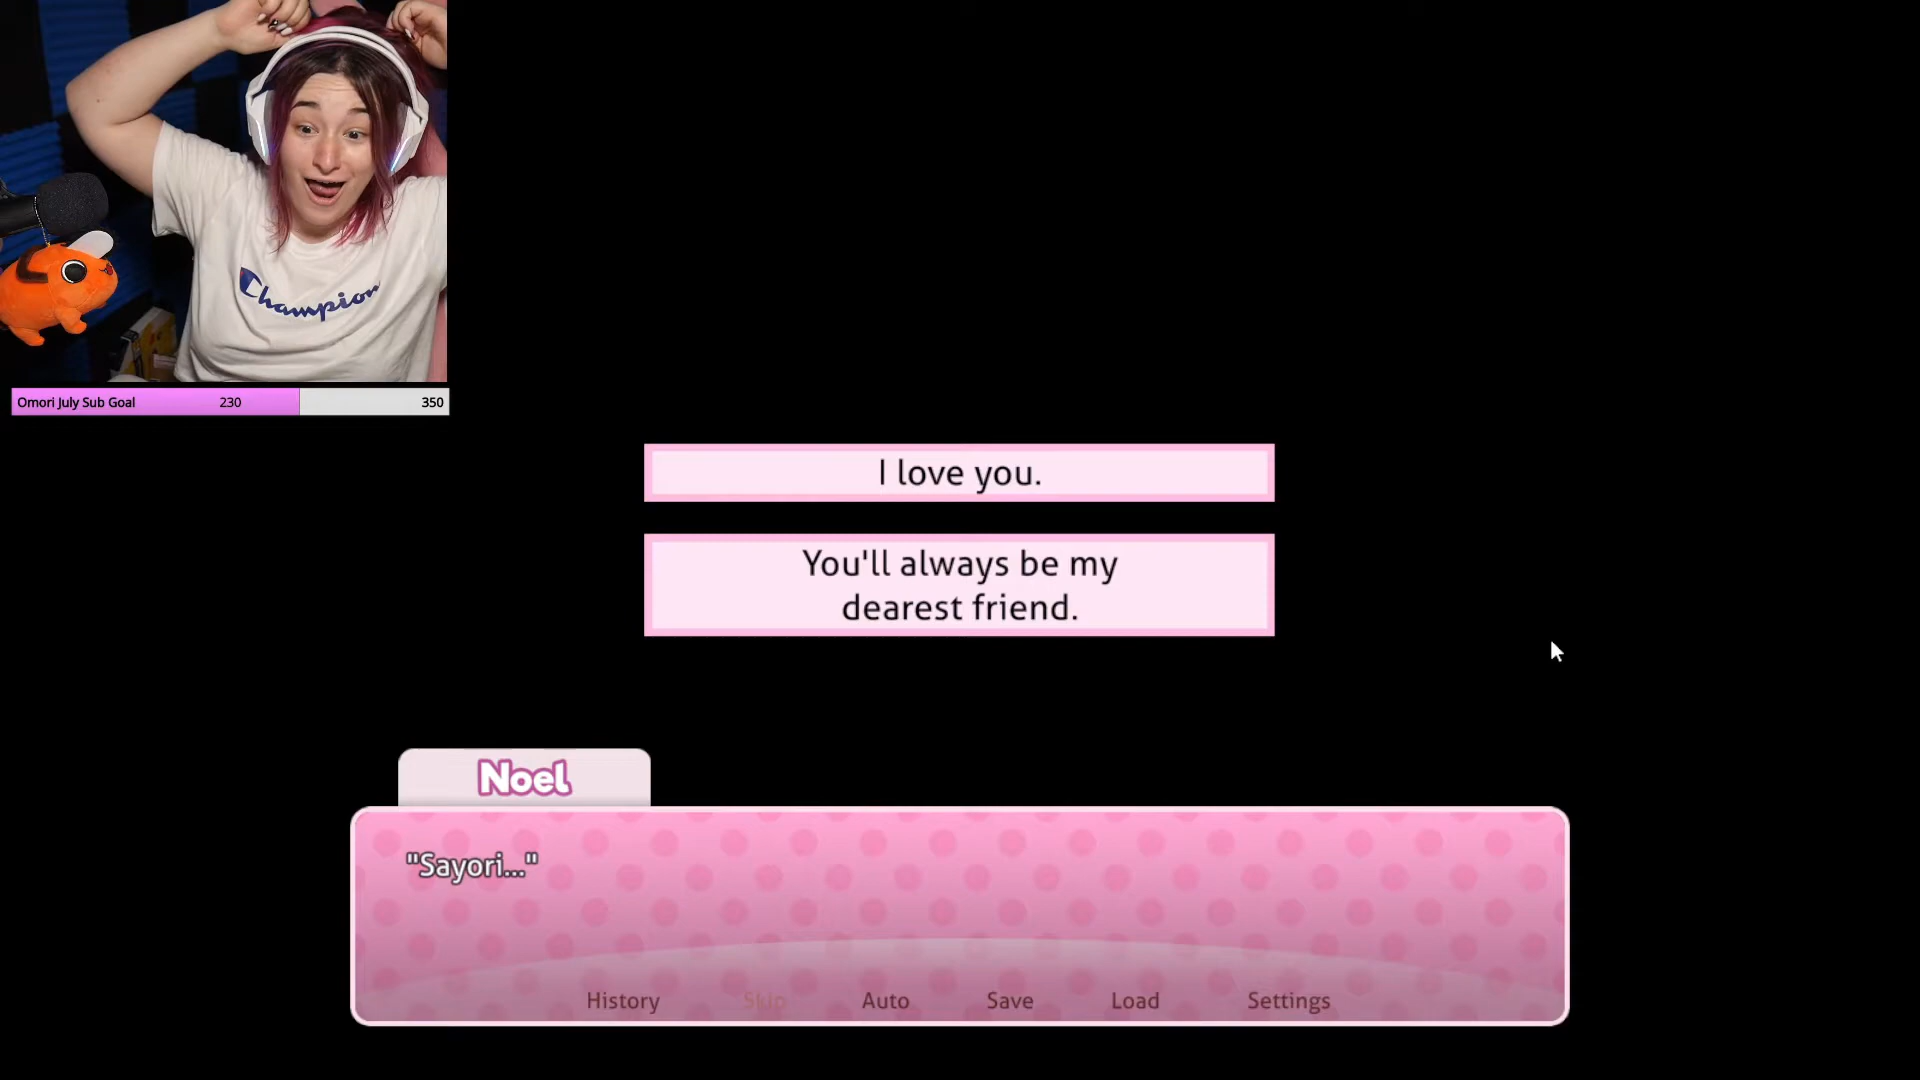 Champion
Omori July Sub Goal 230 350
I love you.
You'll always be my
dearest friend.
Noel
"Sayori..."
History Skip Auto Save Load Settings